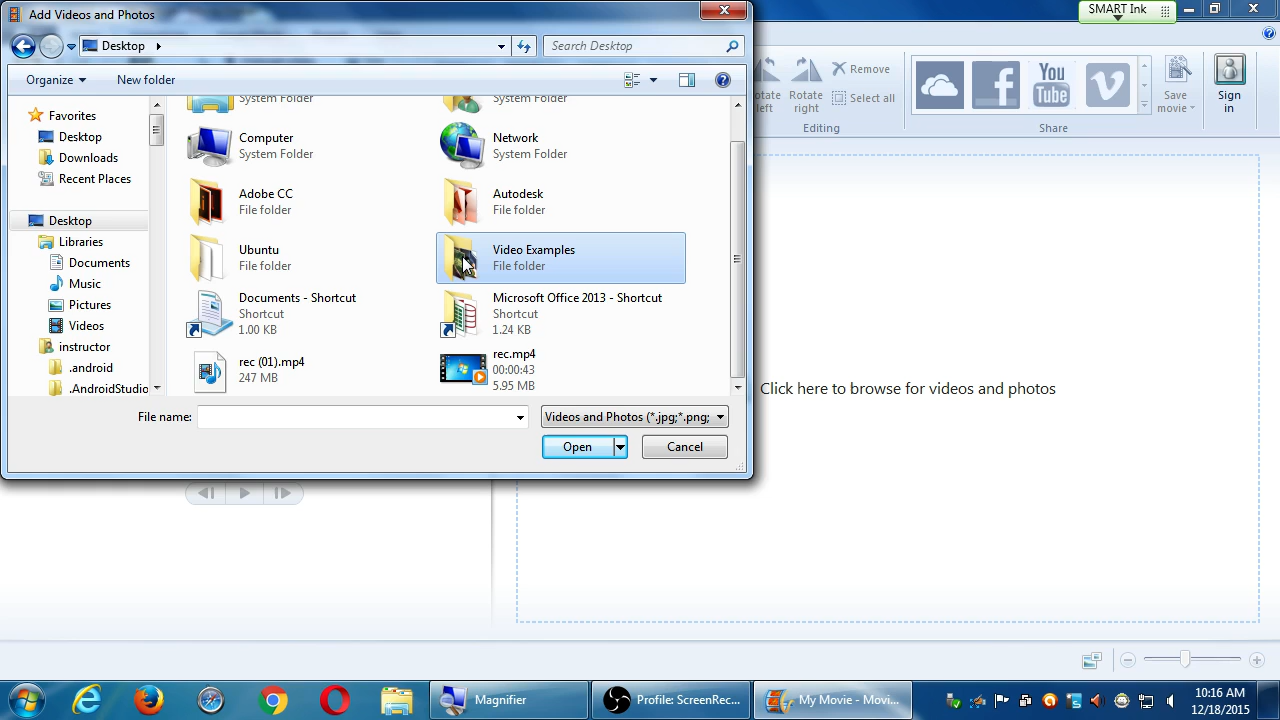 Add Videos and Photos
SMART Ink
Desktop
Search Desktop
Organize
New folder
Favorites
Desktop
Downloads
Recent Places
Desktop
Libraries
Documents
Music
Pictures
Videos
instructor
.android
.AndroidStudio
System Folder
System Folder
Computer
System Folder
Network
System Folder
Adobe CC
File folder
Autodesk
File folder
Ubuntu
File folder
Video Examples
File folder
Documents - Shortcut
Shortcut
1.00 KB
Microsoft Office 2013 - Shortcut
Shortcut
1.24 KB
rec (01).mp4
247 MB
rec.mp4
00:00:43
5.95 MB
File name:
Videos and Photos (*.jpg;*.png;
Open
Cancel
Rotate
left
Rotate
right
Remove
Select all
Editing
You
Tube
Share
Save
movie
Sign
in
Click here to browse for videos and photos
Magnifier
Profile: ScreenRec...
My Movie - Movi...
10:16 AM
12/18/2015